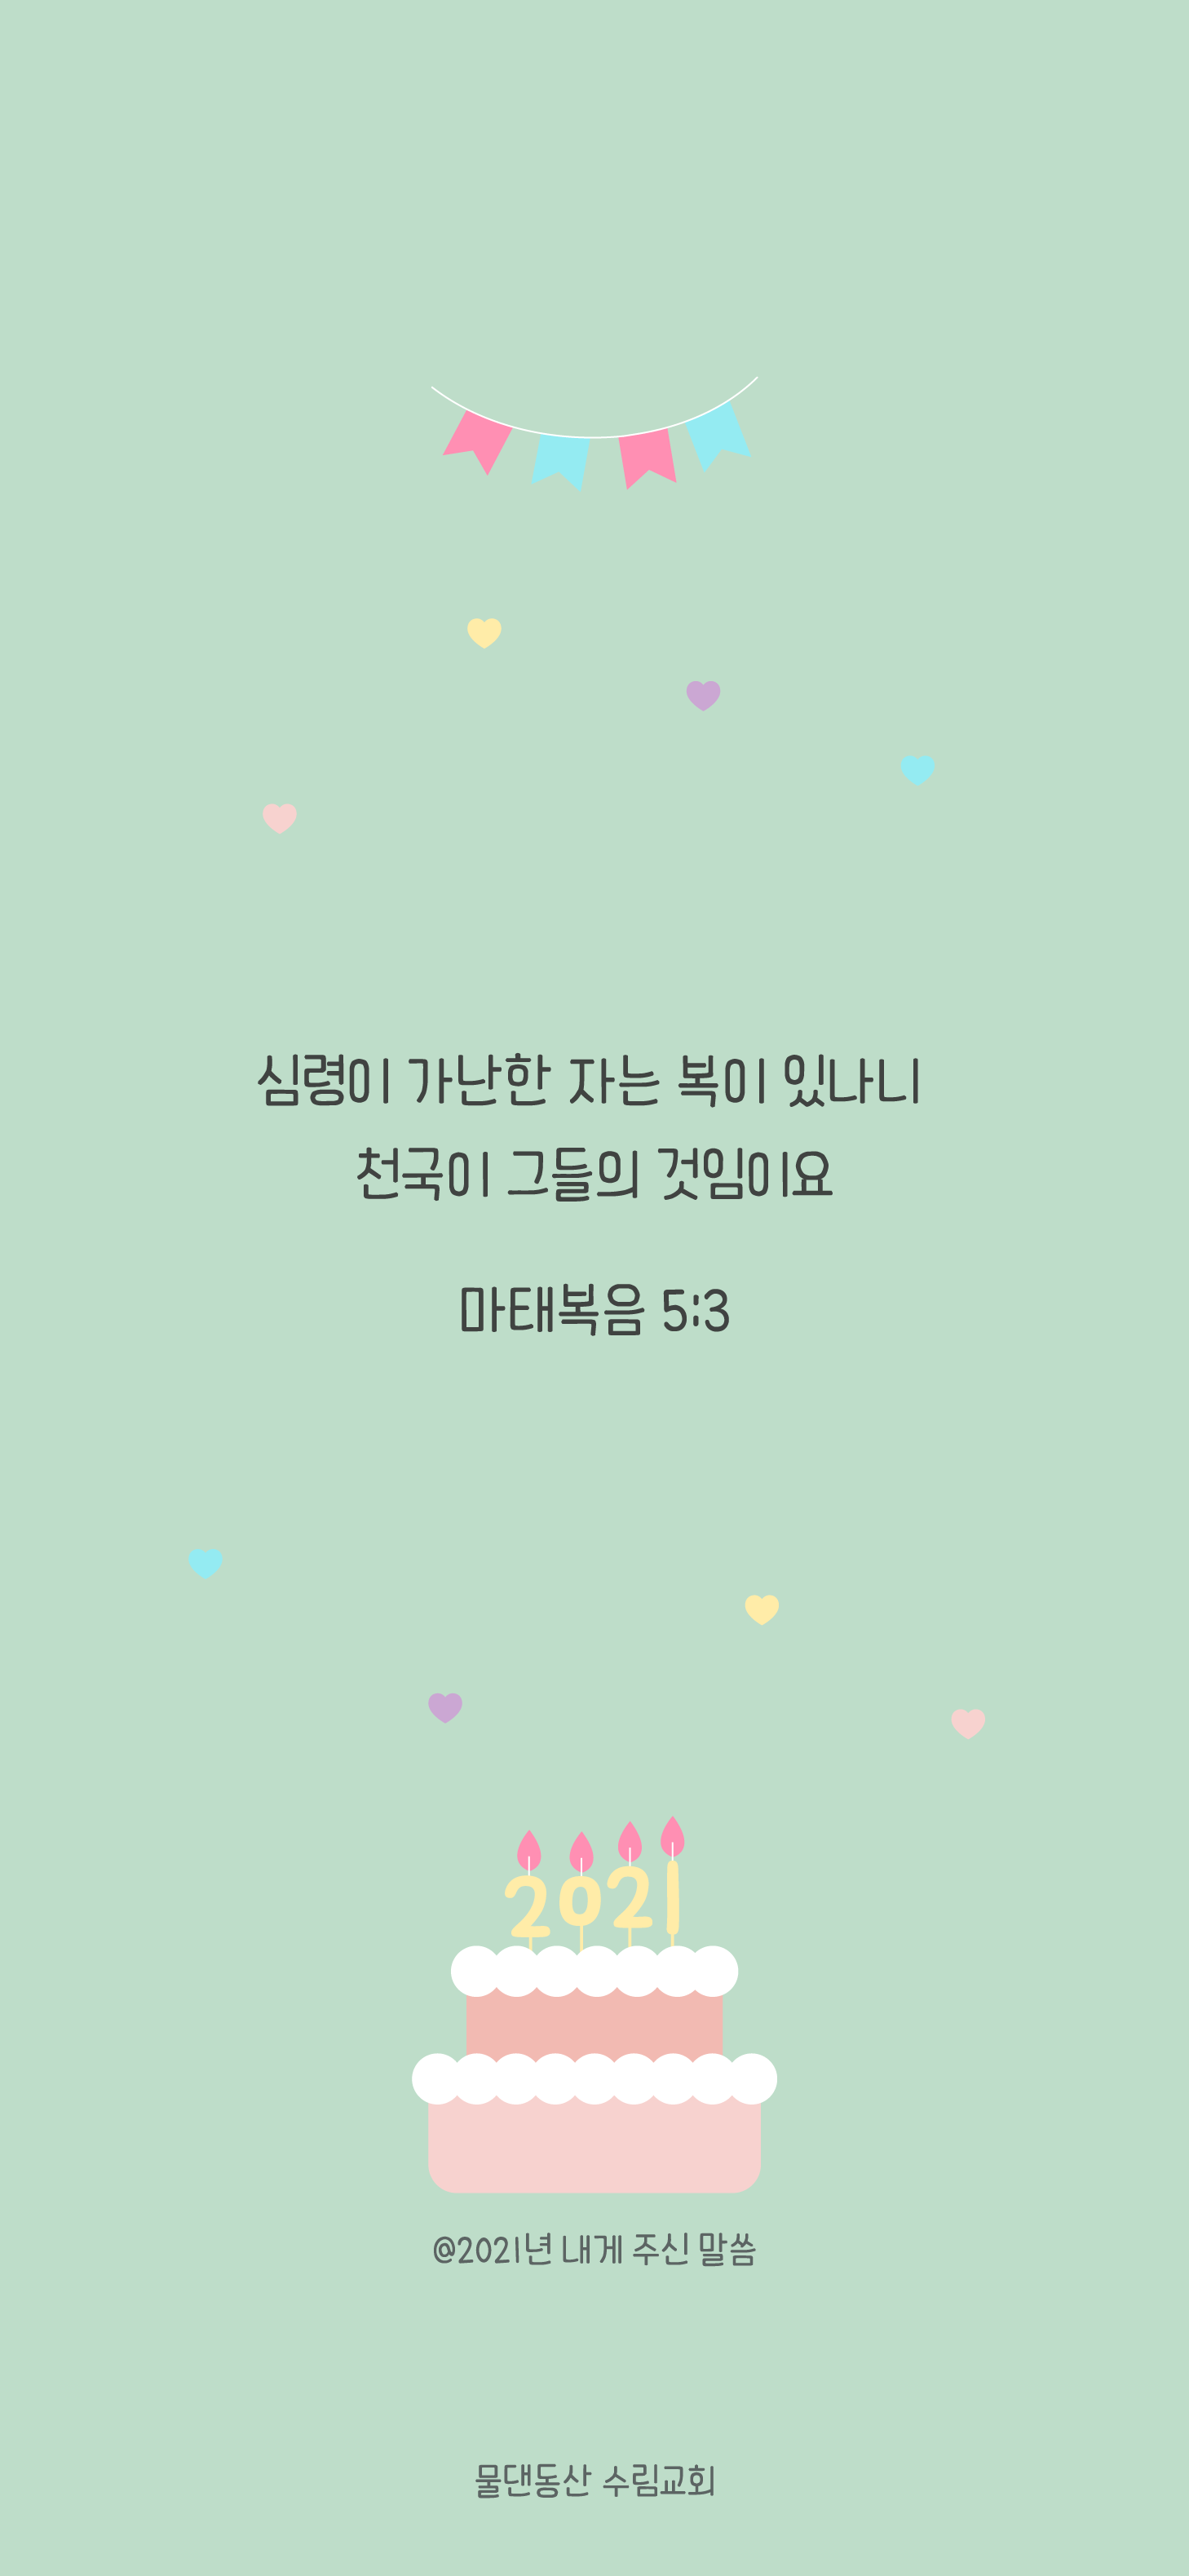 심령이 가난한 자는 복이 있나니
천국이 그들의 것임이요
마태복음 5:3
2021
@2021년 내게 주신 말씀
물댄동산 수림교회